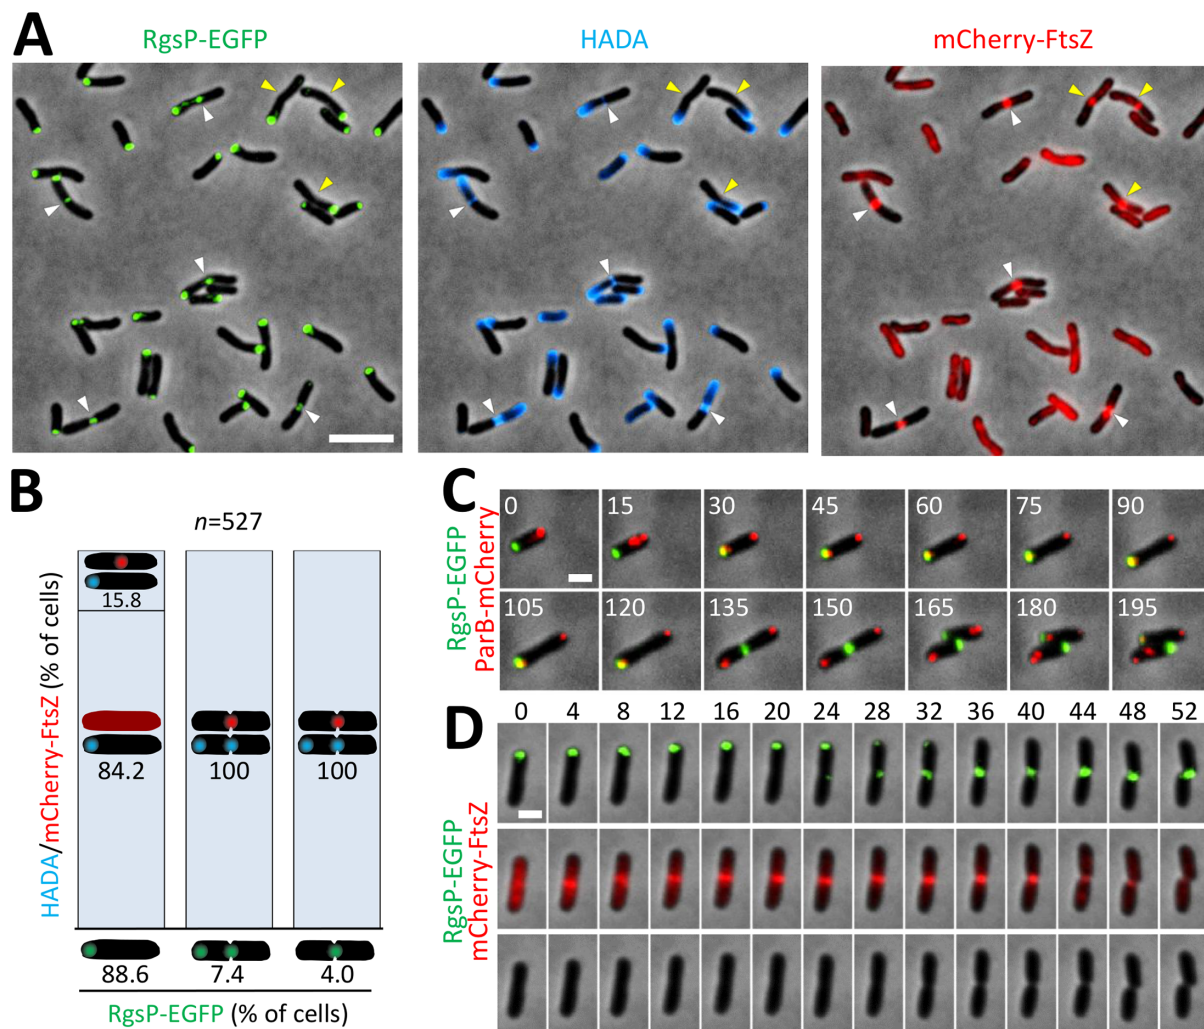 A
RgsP-EGFP
HADA
mCherry-FtsZ
B
n=527
HADA/mCherry-FtsZ (% of cells)
15.8
84.2
100
100
88.6
7.4
4.0
RgsP-EGFP (% of cells)
C
RgsP-EGFP
ParB-mCherry
0
15
30
45
60
75
90
105
120
135
150
165
180
195
D
0
4
8
12
16
20
24
28
32
36
40
44
48
52
RgsP-EGFP
mCherry-FtsZ